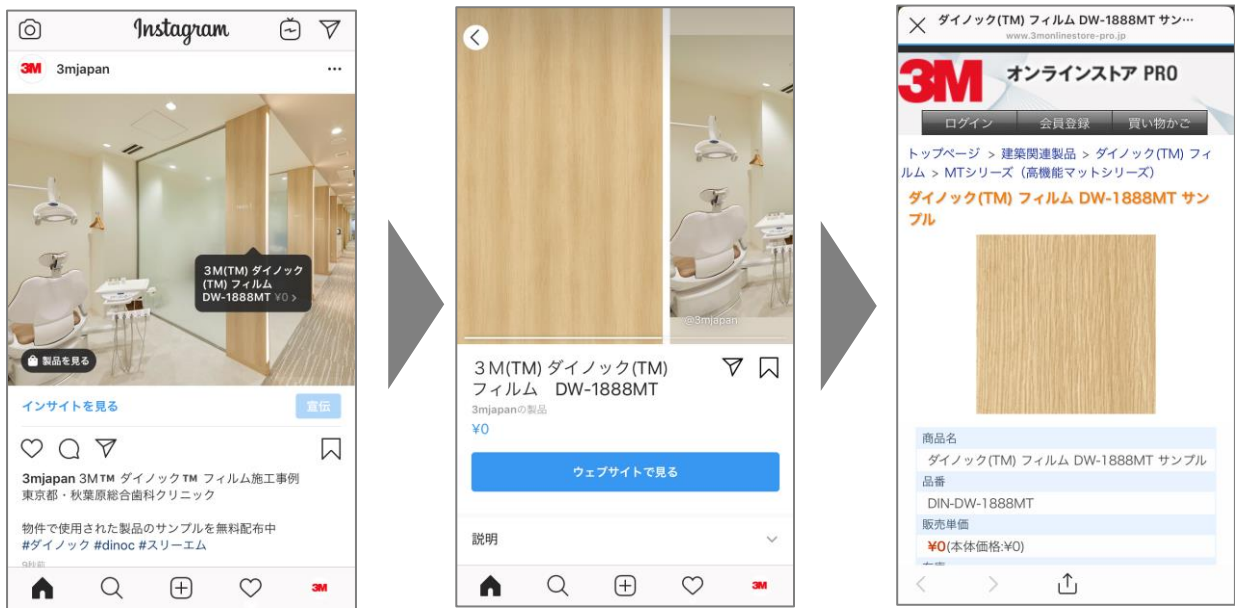 Instagram
3M 3mjapan
3M(TM) ダイノック
(TM) フィルム
DW-1888MT ¥0 >
製品を見る
インサイトを見る
宣伝
3mjapan 3M™ ダイノック™ フィルム施工事例
東京都・秋葉原総合歯科クリニック
物件で使用された製品のサンプルを無料配布中
#ダイノック #dinoc #スリーエム
9秒前
3M
@3mjapan
3M(TM) ダイノック(TM)
フィルム DW-1888MT
3mjapanの製品
¥0
ウェブサイトで見る
説明
3M
ダイノック(TM) フィルム DW-1888MT サン…
www.3monlinestore-pro.jp
3M オンラインストア PRO
ログイン 会員登録 買い物かご
トップページ > 建築関連製品 > ダイノック(TM) フィ
ルム > MTシリーズ（高機能マットシリーズ）
ダイノック(TM) フィルム DW-1888MT サン
プル
商品名
ダイノック(TM) フィルム DW-1888MT サンプル
品番
DIN-DW-1888MT
販売単価
¥0(本体価格:¥0)